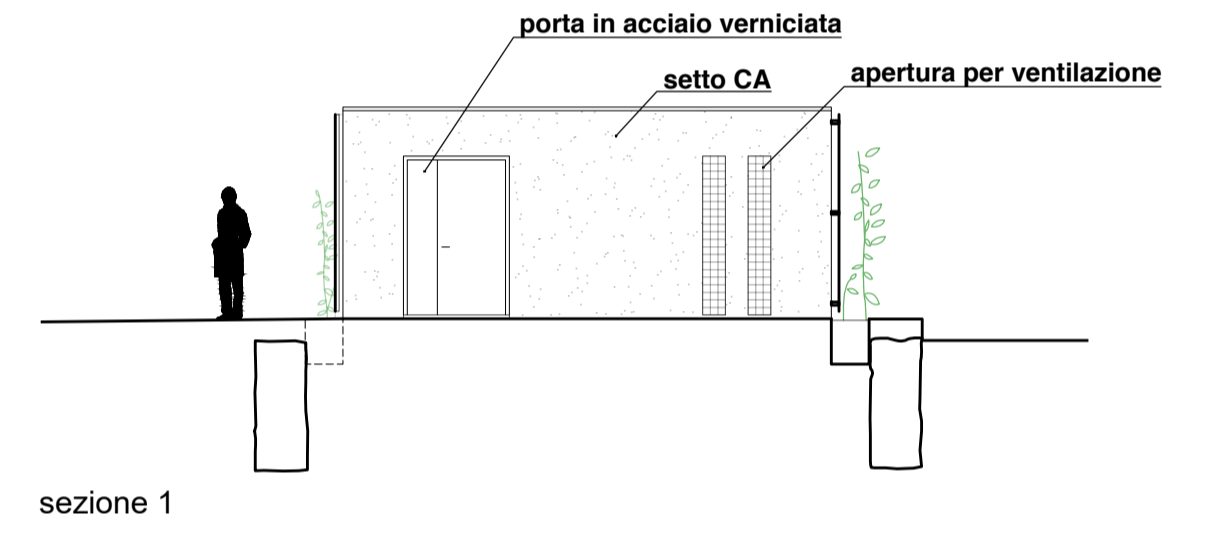 porta in acciaio verniciata
setto CA
apertura per ventilazione
sezione 1